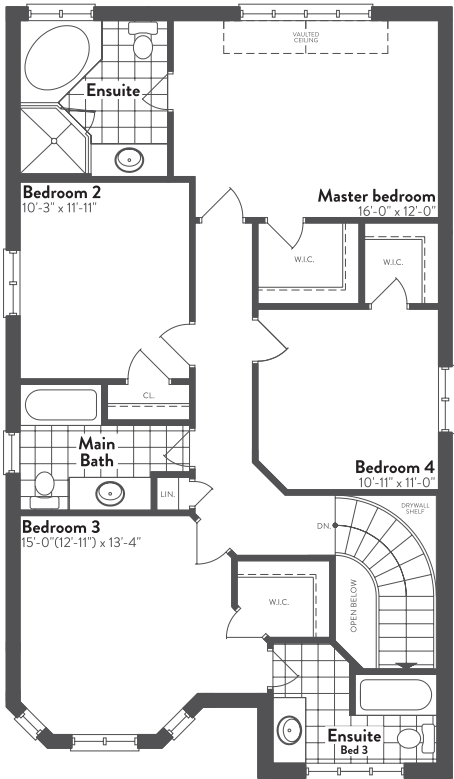 VAULTED
CEILING
Ensuite
Bedroom 2
10'-3" x 11'-11"
Master bedroom
16'-0" x 12'-0"
W.I.C.
W.I.C.
CL.
Main
Bath
LIN.
Bedroom 4
10'-11" x 11'-0"
DRYWALL
SHELF
DN.
Bedroom 3
15'-0"(12'-11") x 13'-4"
OPEN BELOW
W.I.C.
Ensuite
Bed 3